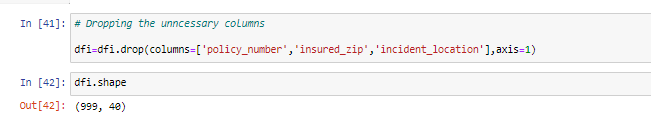 In [41]: # Dropping the unncessary columns
dfi=dfi.drop(columns=['policy_number','insured_zip','incident_location'],axis=1)
In [42]: dfi.shape
Out[42]: (999, 40)